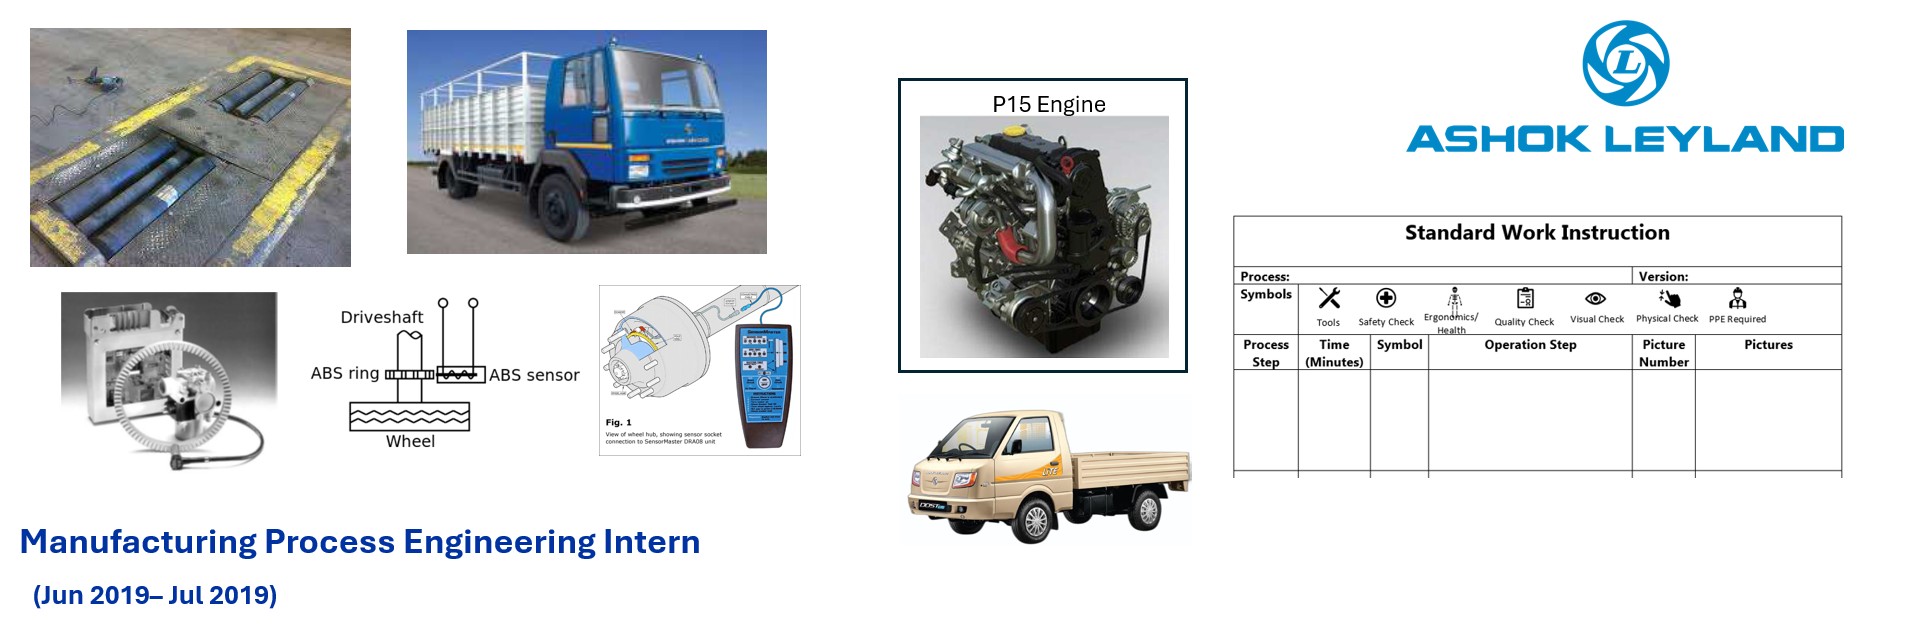 P15 Engine
L
ASHOK LEYLAND
Standard Work Instruction
Process:
Version:
Symbols
Tools
Safety Check
Ergonomics/
Health
Quality Check
Visual Check
Physical Check
PPE Required
Process
Step
Time
(Minutes)
Symbol
Operation Step
Picture
Number
Pictures
Driveshaft
ABS ring
ABS sensor
Wheel
SensorMaster
Fig. 1
View of wheel hub, showing sensor socket
connection to SensorMaster DRA08 unit
LiTE
DOST
Manufacturing Process Engineering Intern
(Jun 2019– Jul 2019)